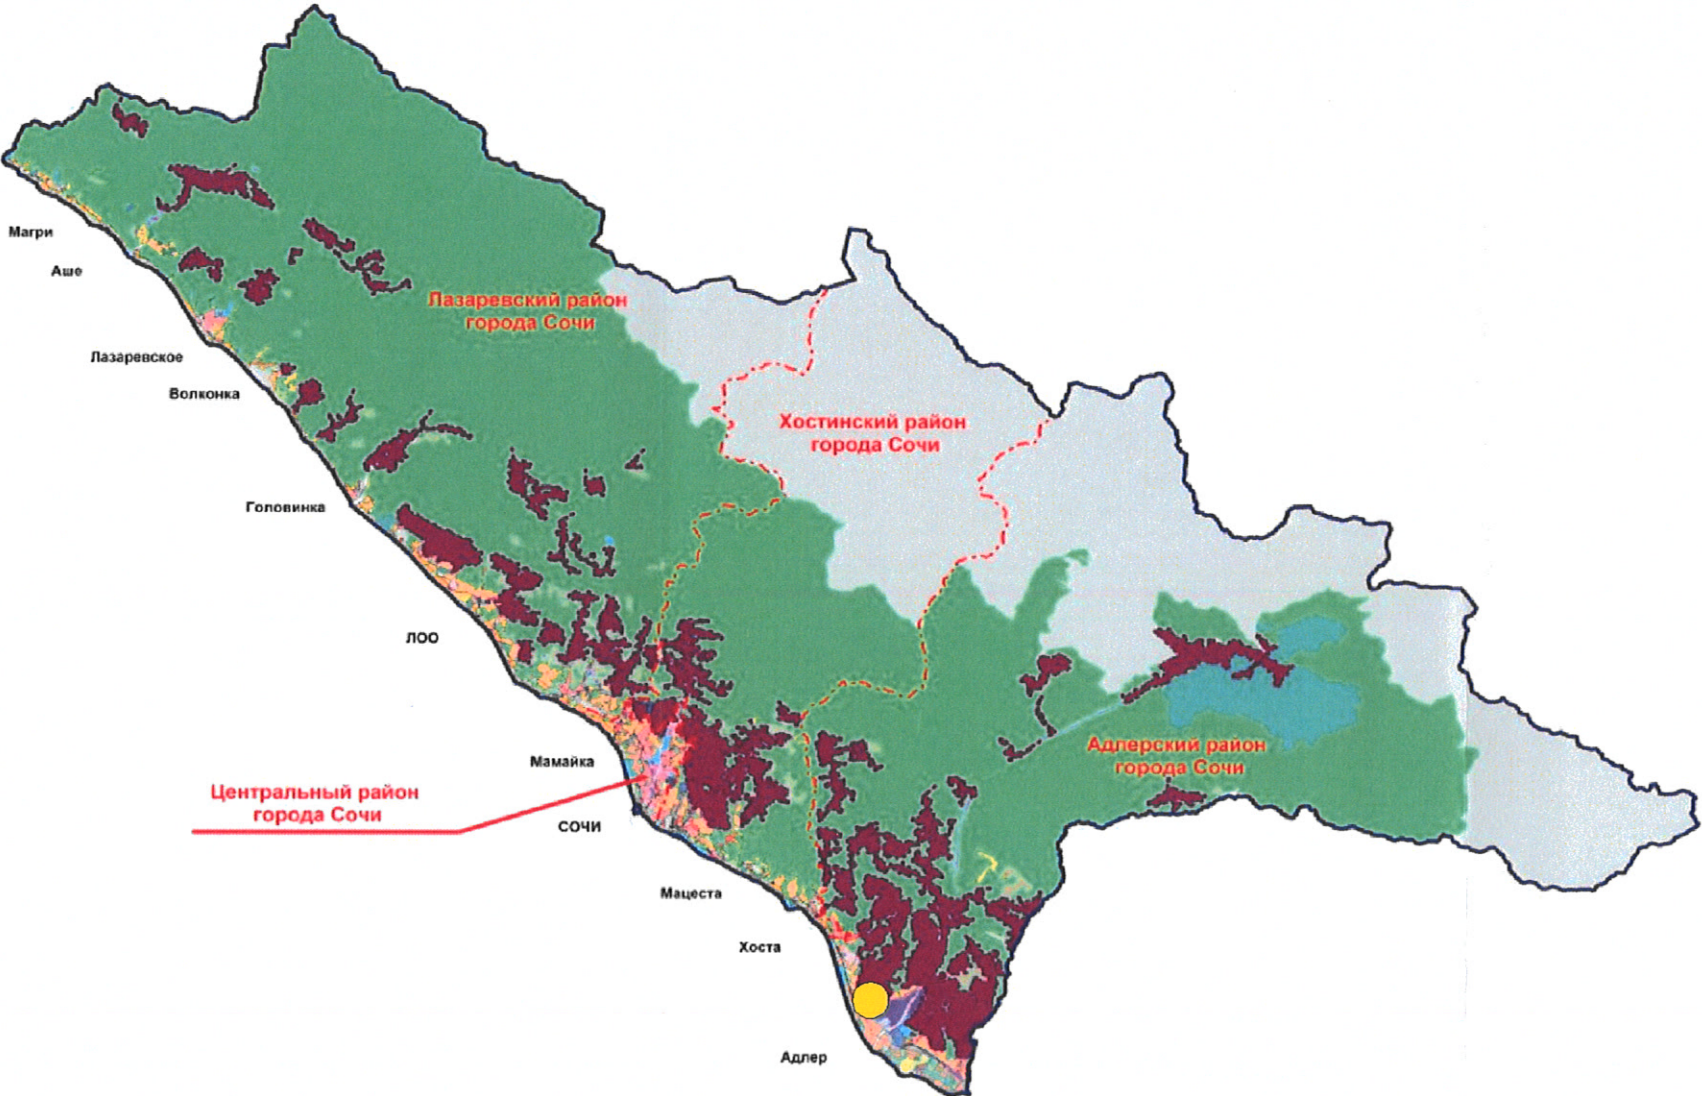 Магри
Аше
Лазаревский район
города Сочи
Лазаревское
Волконка
Хостинский район
города Сочи
Головинка
ЛОО
Адлерский район
города Сочи
Мамайка
Центральный район
города Сочи
СОЧИ
Мацеста
Хоста
Адлер